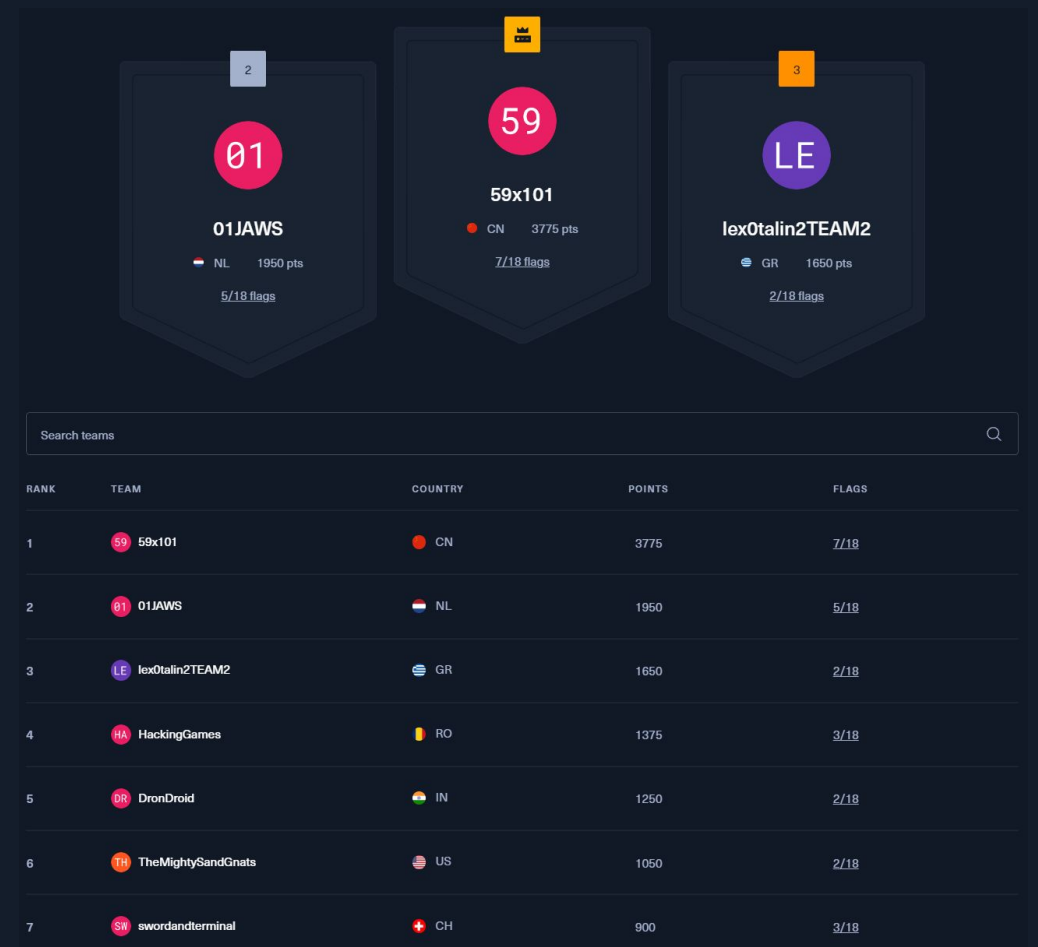 2
01
01JAWS
NL 1950 pts
5/18 flags
59
59x101
CN 3775 pts
7/18 flags
3
LE
lex0talin2TEAM2
GR 1650 pts
2/18 flags
Search teams
RANK TEAM COUNTRY POINTS FLAGS
1 59 59x101 CN 3775 7/18
2 01 01JAWS NL 1950 5/18
3 LE lex0talin2TEAM2 GR 1650 2/18
4 HA HackingGames RO 1375 3/18
5 DR DronDroid IN 1250 2/18
6 TH TheMightySandGnats US 1050 2/18
7 SW swordandterminal CH 900 3/18